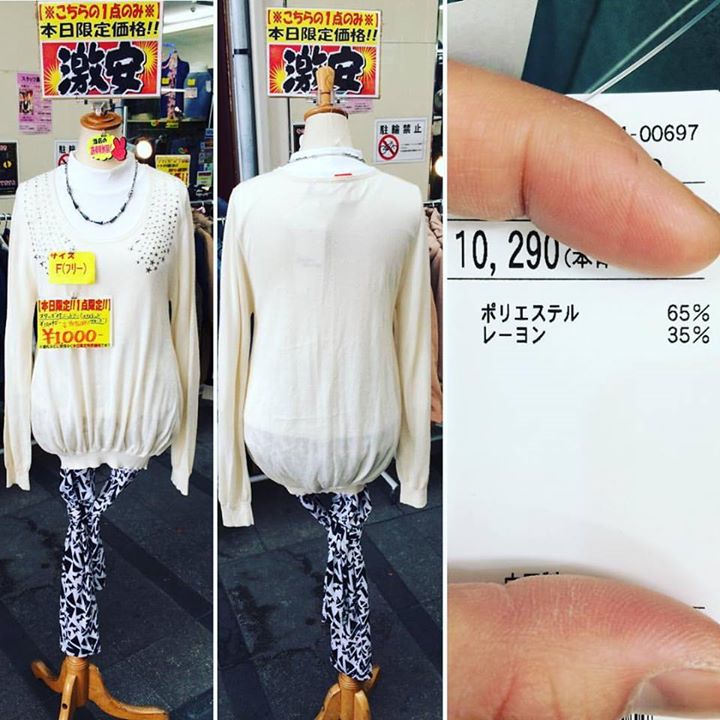 ※こちらの1点のみ※
本日限定価格!!
激安
サイズ
F(フリー)
【本日限定!!1点限定!!】
¥1000-
※こちらの1点のみ※
本日限定価格!!
激安
駐輪禁止
-00697
10,290(本
ポリエステル 65%
レーヨン 35%